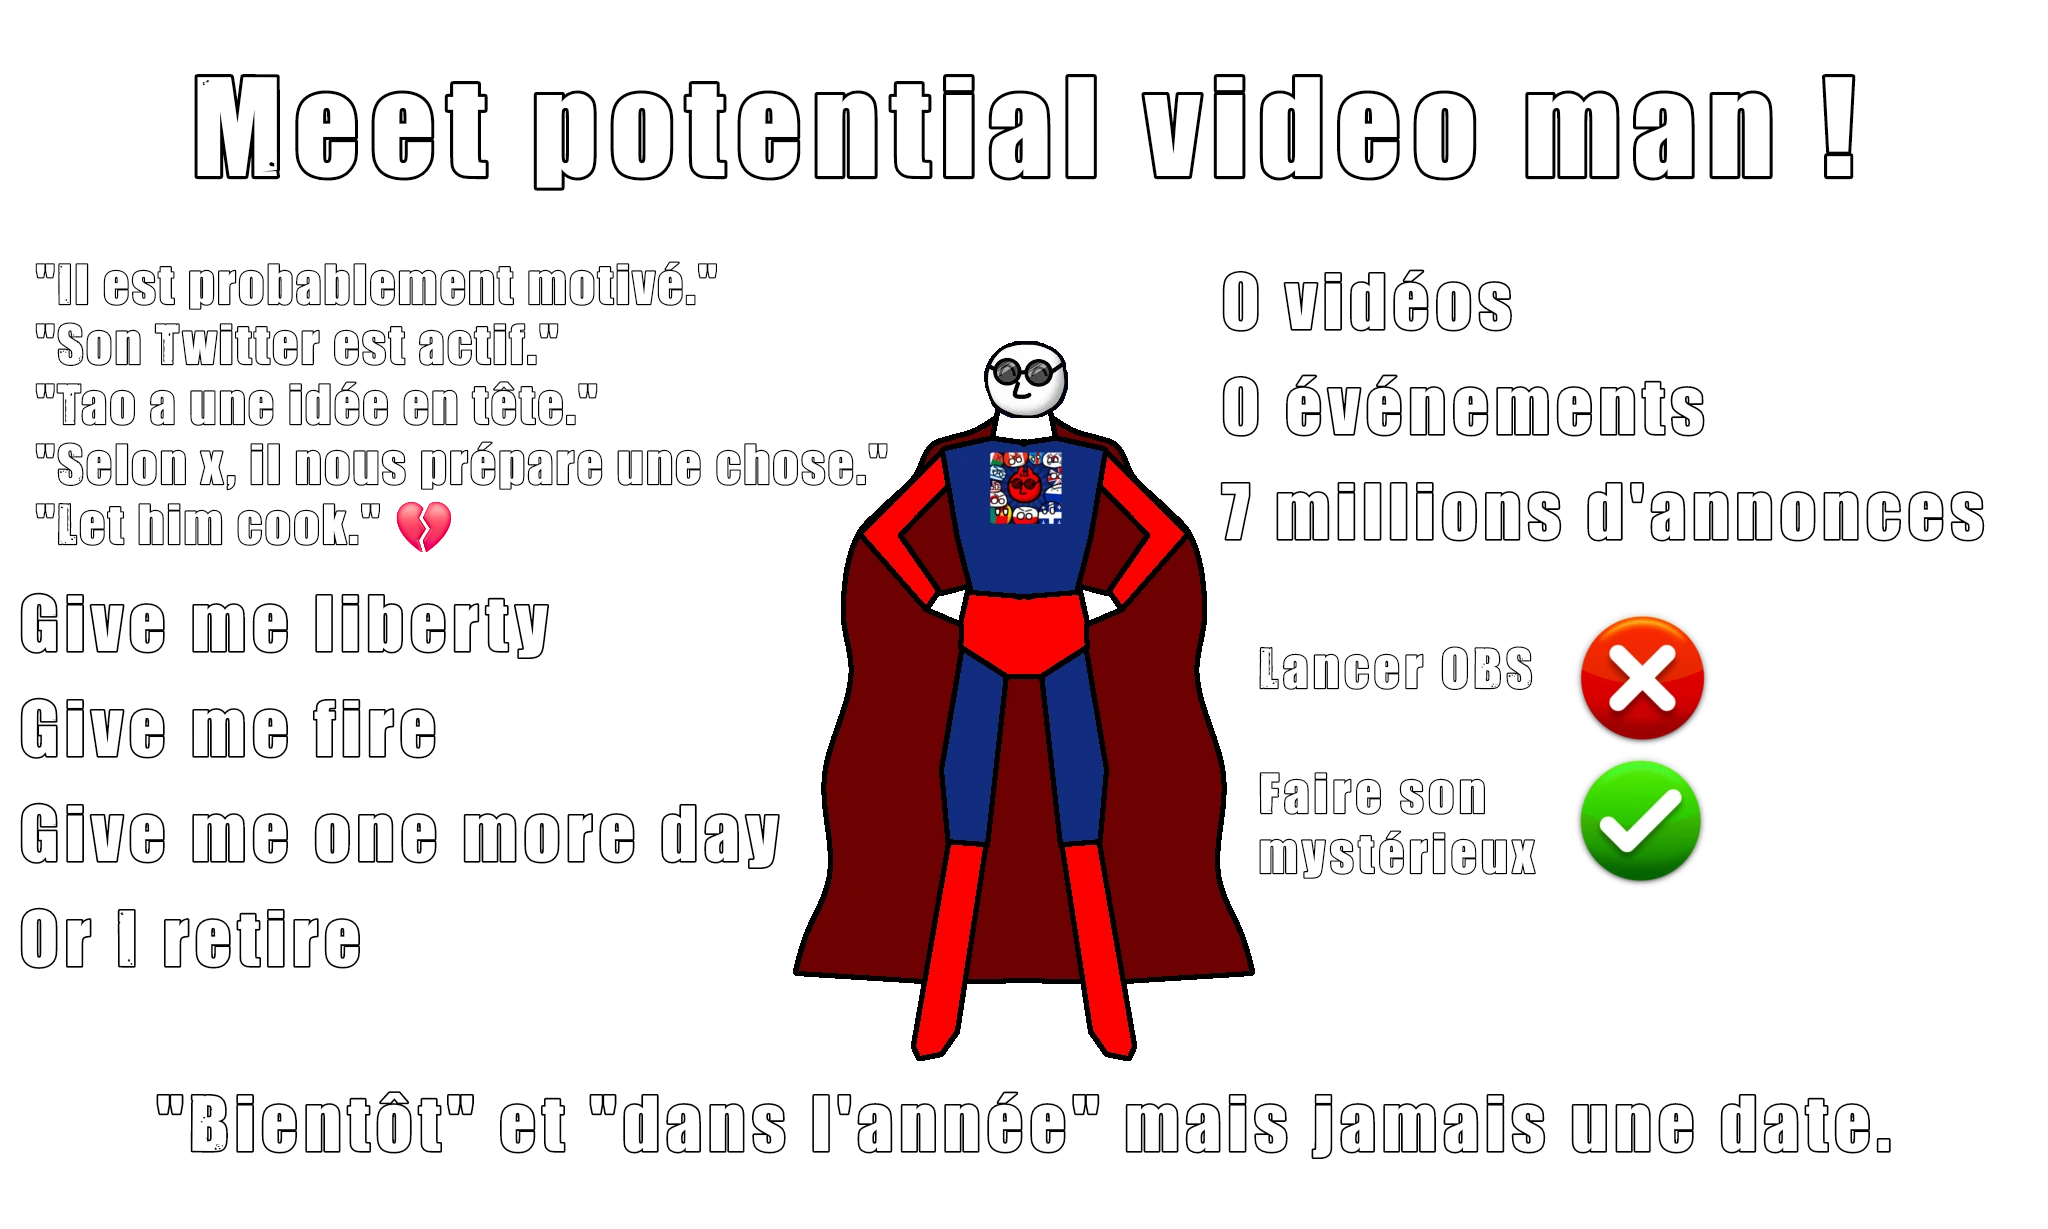 Meet potential video man !
"Il est probablement motivé."
"Son Twitter est actif."
"Tao a une idée en tête."
"Selon x, il nous prépare une chose."
"Let him cook." 💔
Give me liberty
Give me fire
Give me one more day
Or I retire
0 vidéos
0 événements
7 millions d'annonces
Lancer OBS
Faire son
mystérieux
"Bientôt" et "dans l'année" mais jamais une date.